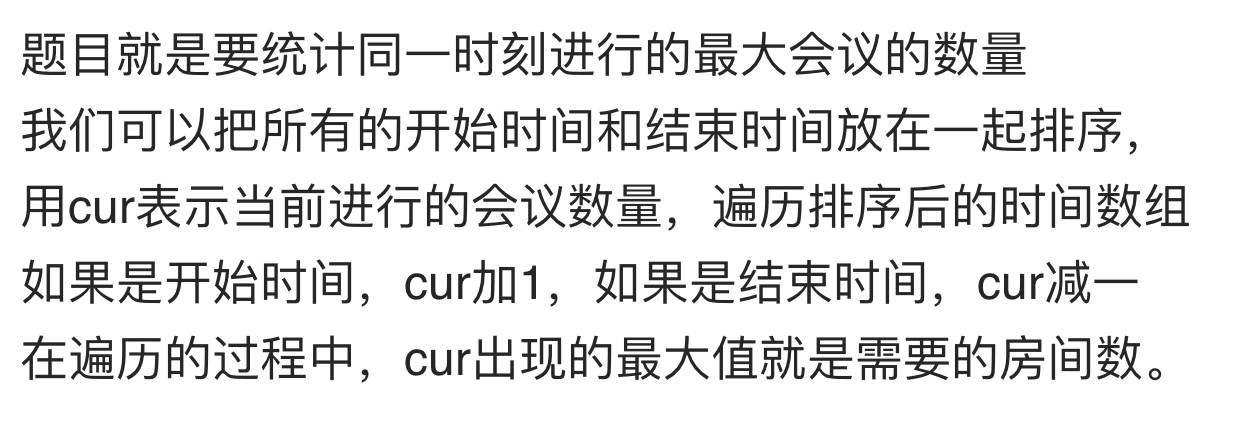 题目就是要统计同一时刻进行的最大会议的数量
我们可以把所有的开始时间和结束时间放在一起排序，
用cur表示当前进行的会议数量，遍历排序后的时间数组
如果是开始时间，cur加1，如果是结束时间，cur减一
在遍历的过程中，cur出现的最大值就是需要的房间数。